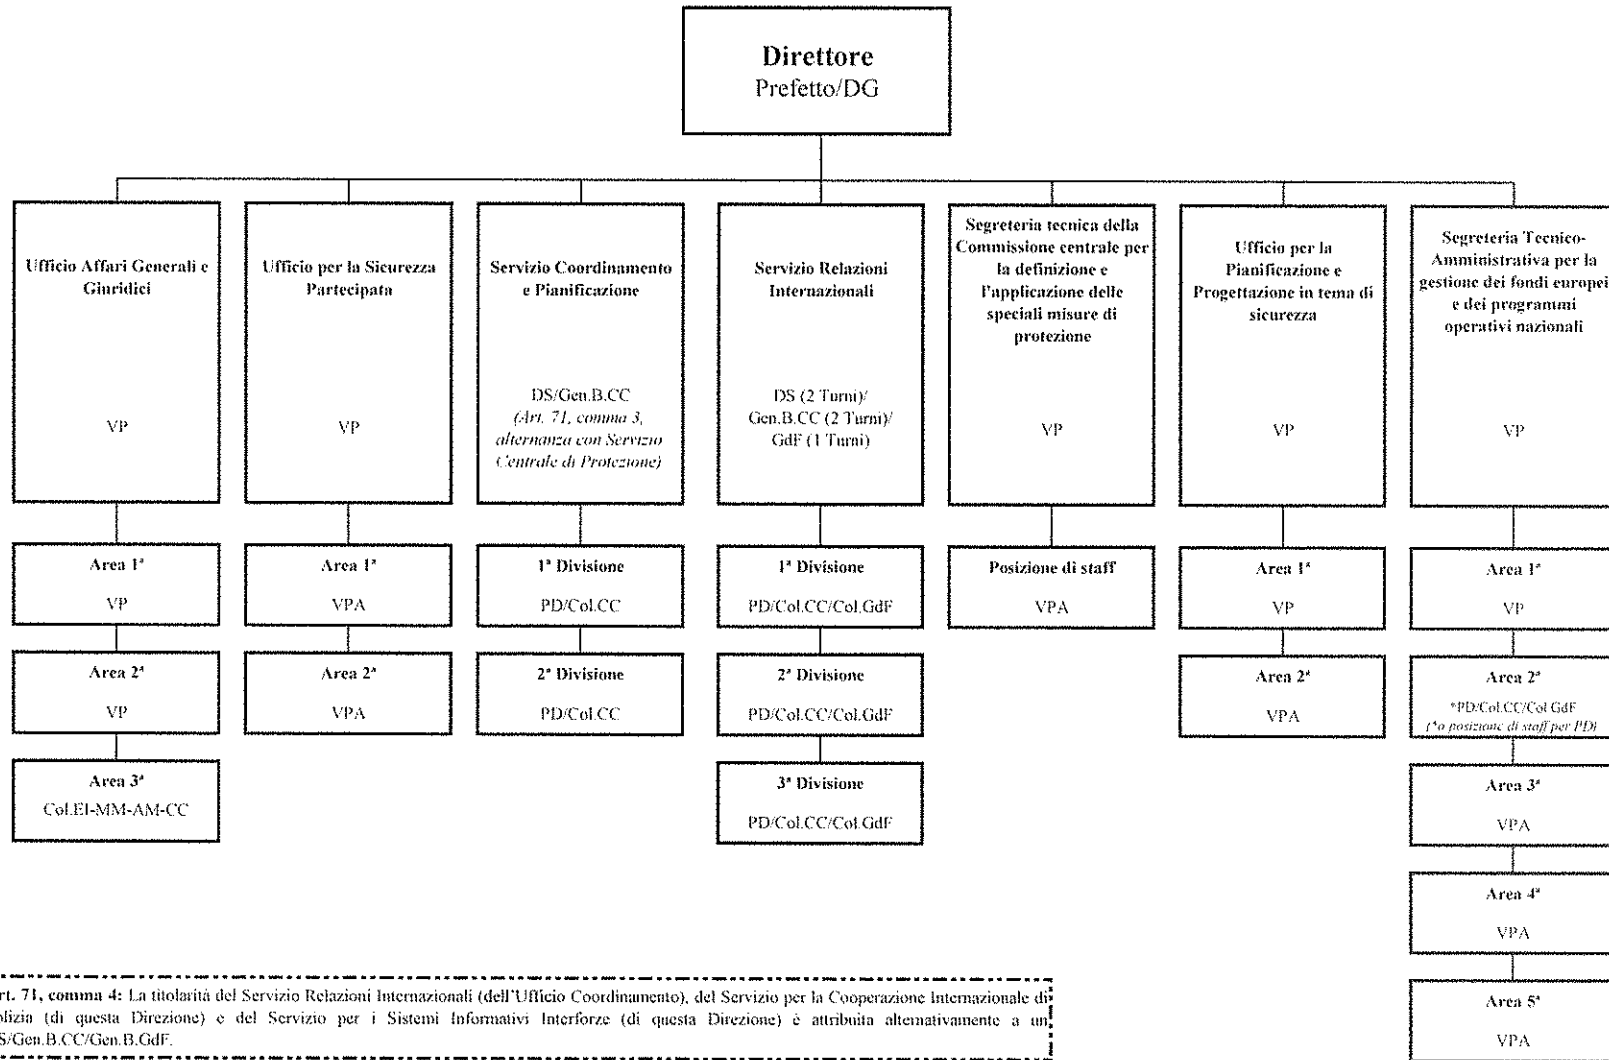 Direttore
Prefetto/DG
Ufficio Affari Generali e
Giuridici
VP
Ufficio per la Sicurezza
Partecipata
VP
Servizio Coordinamento
e Pianificazione
DS/Gen.B.CC
(Art. 71, comma 3,
alternanza con Servizio
Centrale di Protezione)
Servizio Relazioni
Internazionali
DS (2 Turni)/
Gen.B.CC (2 Turni)/
GdF (1 Turni)
Segreteria tecnica della
Commissione centrale per
la definizione e
l'applicazione delle
speciali misure di
protezione
VP
Ufficio per la
Pianificazione e
Progettazione in tema di
sicurezza
VP
Segreteria Tecnico-
Amministrativa per la
gestione dei fondi europei
e dei programmi
operativi nazionali
VP
Area 1ª
VP
Area 2ª
VP
Area 3ª
Col.EI-MM-AM-CC
Area 1ª
VPA
Area 2ª
VPA
1ª Divisione
PD/Col.CC
2ª Divisione
PD/Col.CC
1ª Divisione
PD/Col.CC/Col.GdF
2ª Divisione
PD/Col.CC/Col.GdF
3ª Divisione
PD/Col.CC/Col.GdF
Posizione di staff
VPA
Area 1ª
VP
Area 2ª
VPA
Area 1ª
VP
Area 2ª
*PD/Col.CC/Col.GdF
(*o posizione di staff per PD)
Area 3ª
VPA
Area 4ª
VPA
Area 5ª
VPA
rt. 71, comma 4: La titolarità del Servizio Relazioni Internazionali (dell'Ufficio Coordinamento), del Servizio per la Cooperazione Internazionale di
olizia (di questa Direzione) e del Servizio per i Sistemi Informativi Interforze (di questa Direzione) è attribuita alternativamente a un
S/Gen.B.CC/Gen.B.GdF.